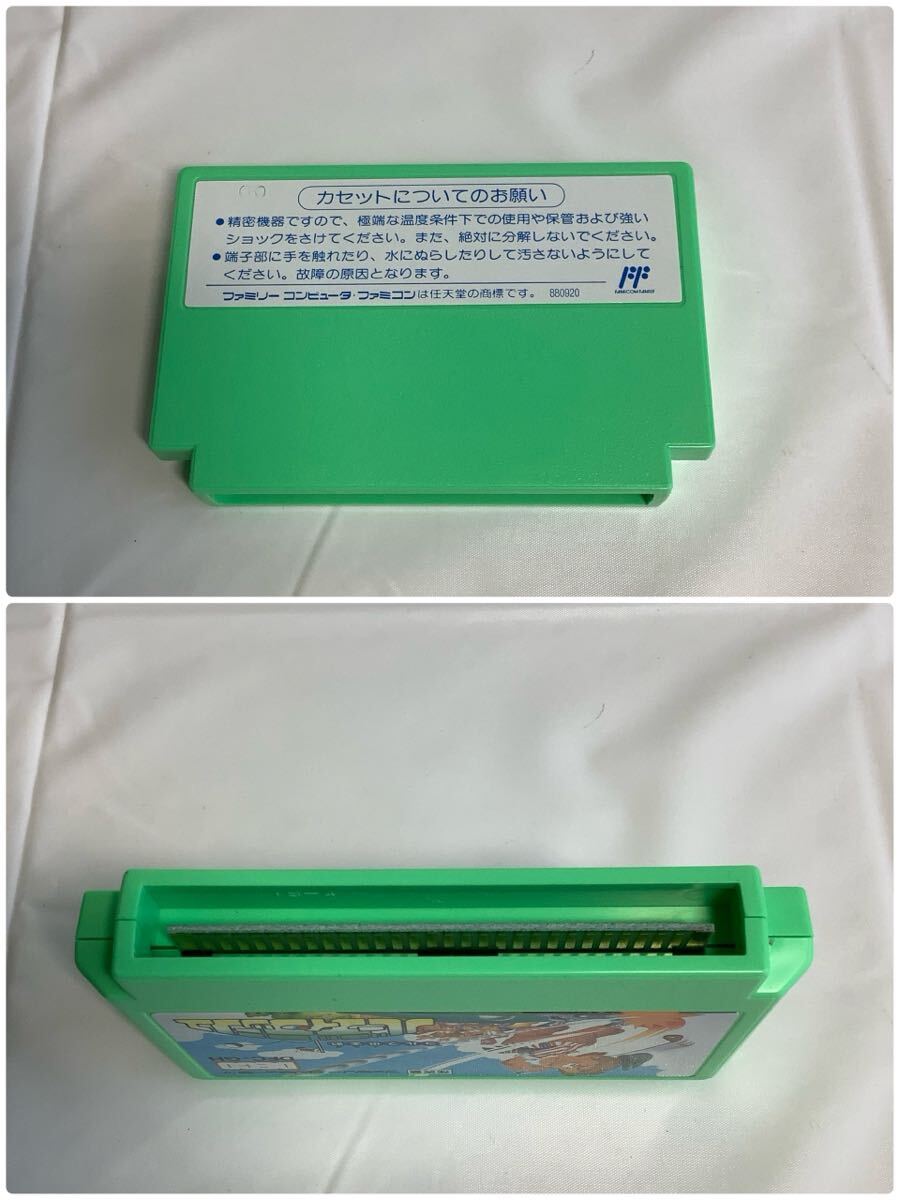 カセットについてのお願い
●精密機器ですので、極端な温度条件下での使用や保管および強い
ショックをさけてください。また、絶対に分解しないでください。
●端子部に手を触れたり、水にぬらしたりして汚さないようにして
ください。故障の原因となります。
ファミリー コンピュータ・ファミコンは任天堂の商標です。 880920
FAMICOM FAMILY